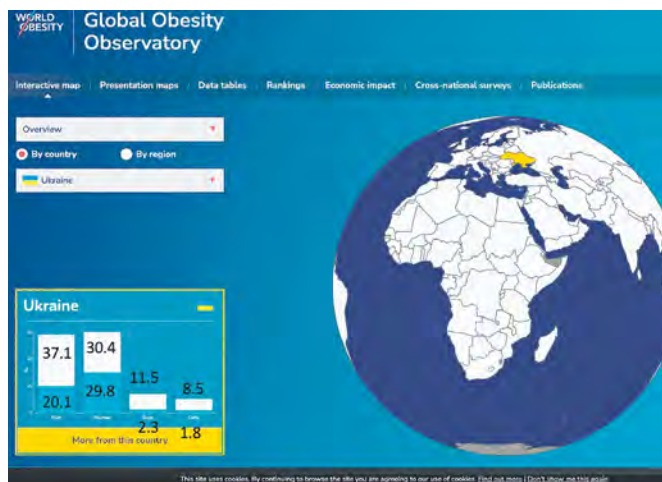 WORLD
OBESITY
Global Obesity
Observatory
Interactive map
Presentation maps
Data tables
Rankings
Economic impact
Cross-national surveys
Publications
Overview
By country
By region
Ukraine
Ukraine
37.1
30.4
11.5
8.5
20.1
29.8
2.3
1.8
More from this country
This site uses cookies. By continuing to browse the site you are agreeing to our use of cookies. Find out more | Don't show me this again